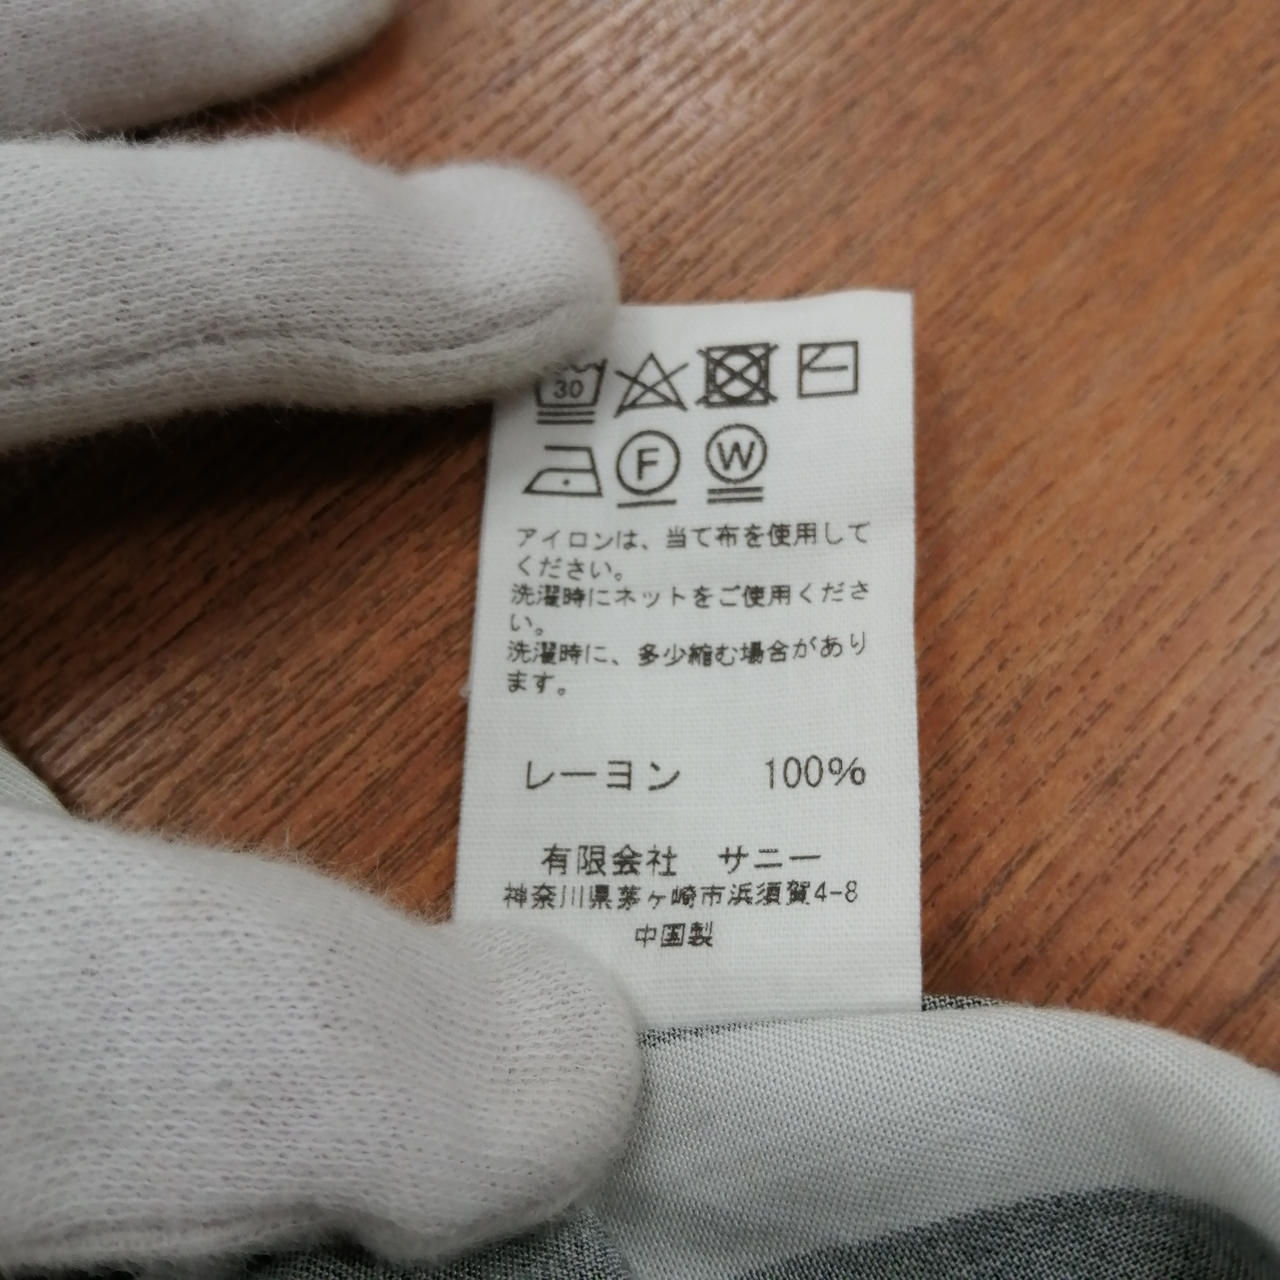 30
F W
アイロンは、当て布を使用して
ください。
洗濯時にネットをご使用くださ
い。
洗濯時に、多少縮む場合があり
ます。
レーヨン 100%
有限会社 サニー
神奈川県茅ヶ崎市浜須賀4-8
中国製